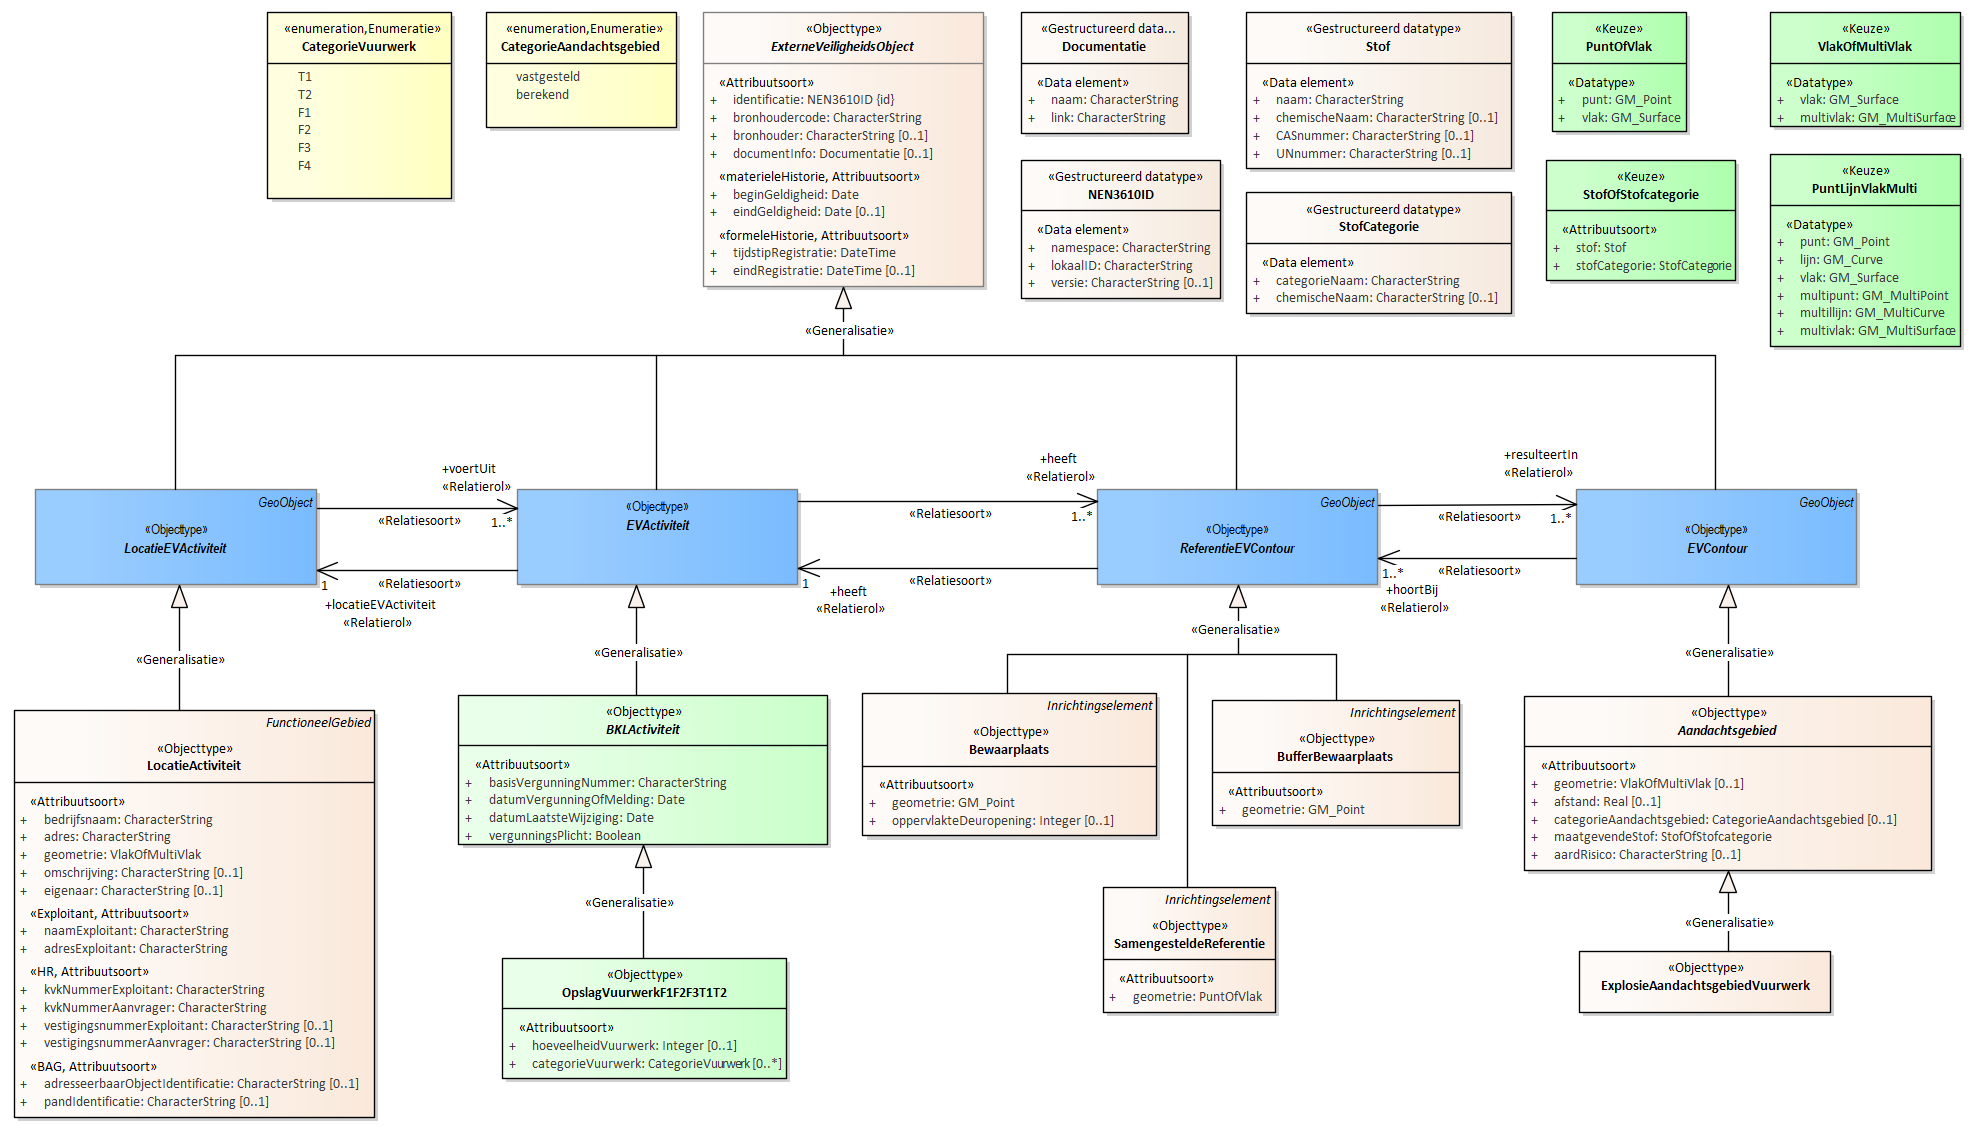 «enumeration,Enumeratie»
CategorieVuurwerk
T1
T2
F1
F2
F3
F4
«enumeration,Enumeratie»
CategorieAandachtsgebied
vastgesteld
berekend
«Objecttype»
ExterneVeiligheidsObject
«Attribuutsoort»
+ identificatie: NEN3610ID {id}
+ bronhoudercode: CharacterString
+ bronhouder: CharacterString [0..1]
+ documentInfo: Documentatie [0..1]
«materieleHistorie, Attribuutsoort»
+ beginGeldigheid: Date
+ eindGeldigheid: Date [0..1]
«formeleHistorie, Attribuutsoort»
+ tijdstipRegistratie: DateTime
+ eindRegistratie: DateTime [0..1]
«Gestructureerd data...
Documentatie
«Data element»
+ naam: CharacterString
+ link: CharacterString
«Gestructureerd datatype»
NEN3610ID
«Data element»
+ namespace: CharacterString
+ lokaalID: CharacterString
+ versie: CharacterString [0..1]
«Gestructureerd datatype»
Stof
«Data element»
+ naam: CharacterString
+ chemischeNaam: CharacterString [0..1]
+ CASnummer: CharacterString [0..1]
+ UNnummer: CharacterString [0..1]
«Gestructureerd datatype»
StofCategorie
«Data element»
+ categorieNaam: CharacterString
+ chemischeNaam: CharacterString [0..1]
«Keuze»
PuntOfVlak
«Datatype»
+ punt: GM_Point
+ vlak: GM_Surface
«Keuze»
StofOfStofcategorie
«Attribuutsoort»
+ stof: Stof
+ stofCategorie: StofCategorie
«Keuze»
VlakOfMultiVlak
«Datatype»
+ vlak: GM_Surface
+ multivlak: GM_MultiSurface
«Keuze»
PuntLijnVlakMulti
«Datatype»
+ punt: GM_Point
+ lijn: GM_Curve
+ vlak: GM_Surface
+ multipunt: GM_MultiPoint
+ multillijn: GM_MultiCurve
+ multivlak: GM_MultiSurface
«Generalisatie»
GeoObject
«Objecttype»
LocatieEVActiviteit
+voertUit
«Relatierol»
«Relatiesoort»
1..*
«Relatiesoort»
1
+locatieEVActiviteit
«Relatierol»
«Objecttype»
EVActiviteit
+heeft
«Relatierol»
«Relatiesoort»
1..*
«Relatiesoort»
1
+heeft
«Relatierol»
GeoObject
«Objecttype»
ReferentieEVContour
+resulteertIn
«Relatierol»
«Relatiesoort»
1..*
«Relatiesoort»
1..*
+hoortBij
«Relatierol»
GeoObject
«Objecttype»
EVContour
«Generalisatie»
«Generalisatie»
«Generalisatie»
«Generalisatie»
FunctioneelGebied
«Objecttype»
LocatieActiviteit
«Attribuutsoort»
+ bedrijfsnaam: CharacterString
+ adres: CharacterString
+ geometrie: VlakOfMultiVlak
+ omschrijving: CharacterString [0..1]
+ eigenaar: CharacterString [0..1]
«Exploitant, Attribuutsoort»
+ naamExploitant: CharacterString
+ adresExploitant: CharacterString
«HR, Attribuutsoort»
+ kvkNummerExploitant: CharacterString
+ kvkNummerAanvrager: CharacterString
+ vestigingsnummerExploitant: CharacterString [0..1]
+ vestigingsnummerAanvrager: CharacterString [0..1]
«BAG, Attribuutsoort»
+ adresseerbaarObjectIdentificatie: CharacterString [0..1]
+ pandIdentificatie: CharacterString [0..1]
«Objecttype»
BKLActiviteit
«Attribuutsoort»
+ basisVergunningNummer: CharacterString
+ datumVergunningOfMelding: Date
+ datumLaatsteWijziging: Date
+ vergunningsPlicht: Boolean
«Generalisatie»
«Objecttype»
OpslagVuurwerkF1F2F3T1T2
«Attribuutsoort»
+ hoeveelheidVuurwerk: Integer [0..1]
+ categorieVuurwerk: CategorieVuurwerk [0..*]
Inrichtingselement
«Objecttype»
Bewaarplaats
«Attribuutsoort»
+ geometrie: GM_Point
+ oppervlakteDeuropening: Integer [0..1]
Inrichtingselement
«Objecttype»
BufferBewaarplaats
«Attribuutsoort»
+ geometrie: GM_Point
Inrichtingselement
«Objecttype»
SamengesteldeReferentie
«Attribuutsoort»
+ geometrie: PuntOfVlak
«Objecttype»
Aandachtsgebied
«Attribuutsoort»
+ geometrie: VlakOfMultiVlak [0..1]
+ afstand: Real [0..1]
+ categorieAandachtsgebied: CategorieAandachtsgebied [0..1]
+ maatgevendeStof: StofOfStofcategorie
+ aardRisico: CharacterString [0..1]
«Generalisatie»
«Objecttype»
ExplosieAandachtsgebiedVuurwerk